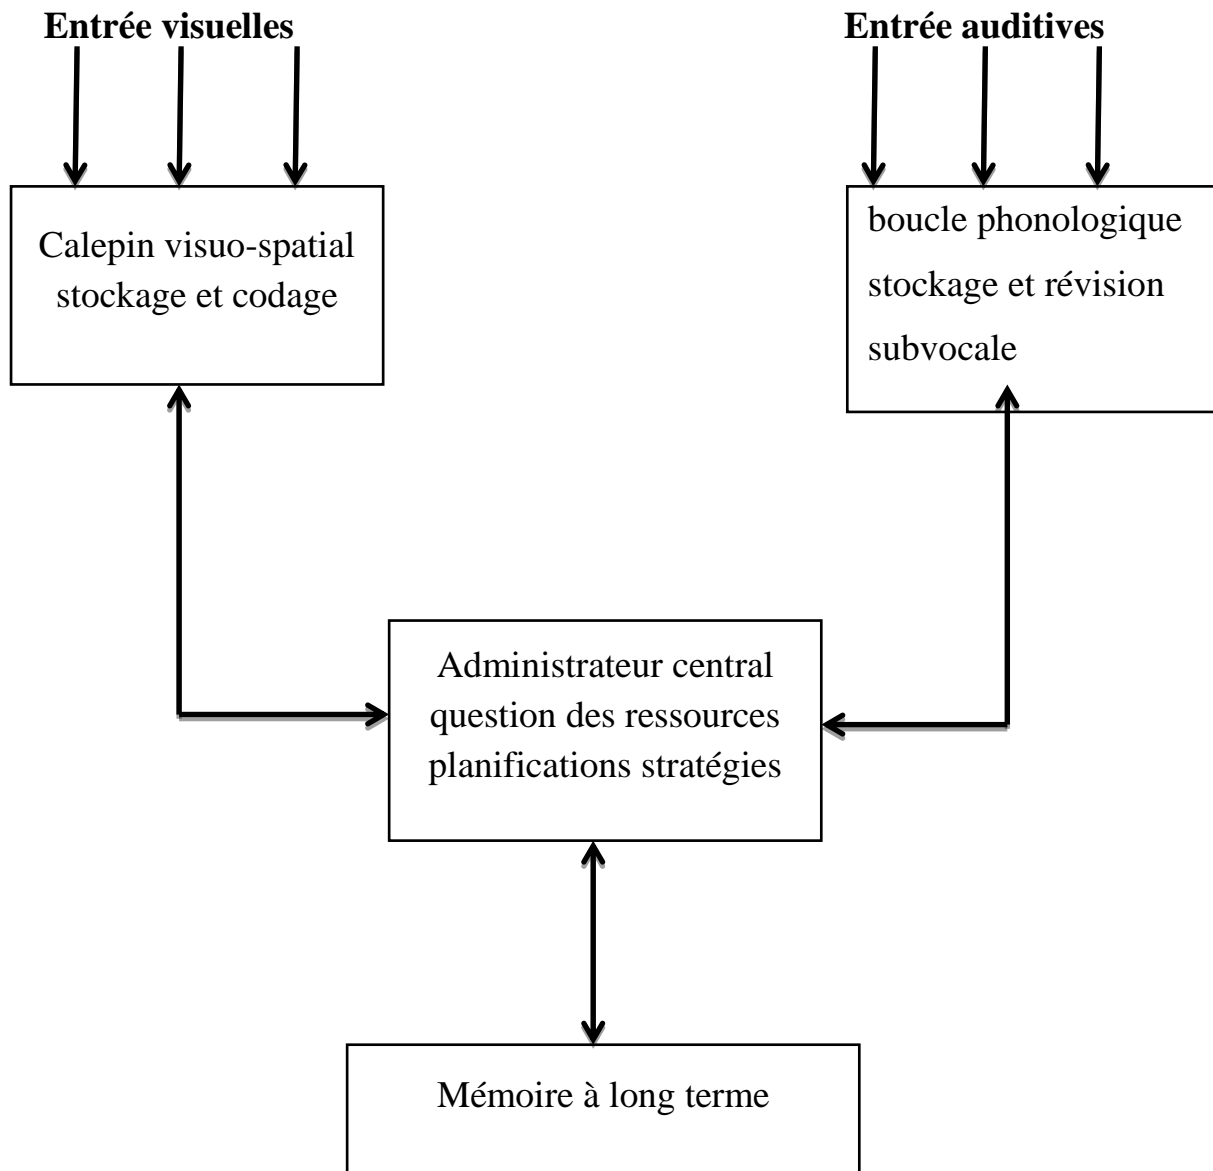 Entrée visuelles
Entrée auditives
Calepin visuo-spatial
stockage et codage
boucle phonologique
stockage et révision
subvocale
Administrateur central
question des ressources
planifications stratégies
Mémoire à long terme